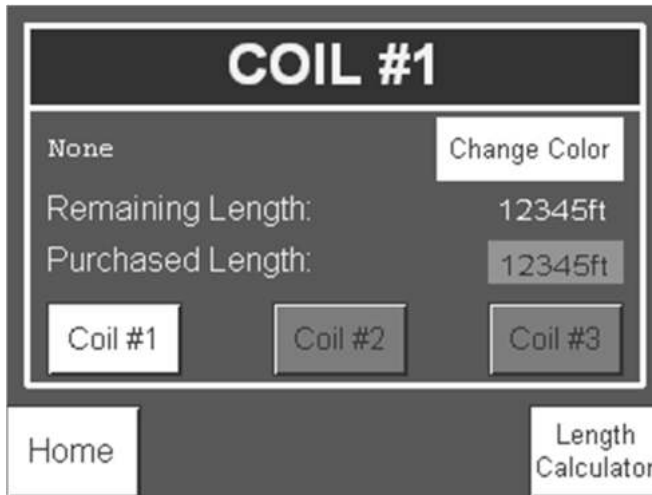 COIL #1
None
Change Color
Remaining Length: 12345ft
Purchased Length: 12345ft
Coil #1 Coil #2 Coil #3
Home
Length
Calculator